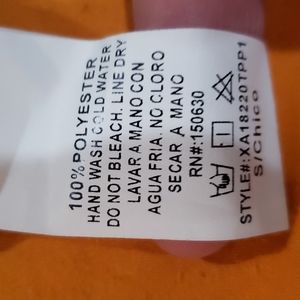 100% POLYESTER
HAND WASH COLD WATER
DO NOT BLEACH. LINE DRY
LAVAR A MANO CON
AGUA FRIA. NO CLORO
SECAR A MANO
RN#:150630
STYLE#:XA18220TPP1
S/Chico